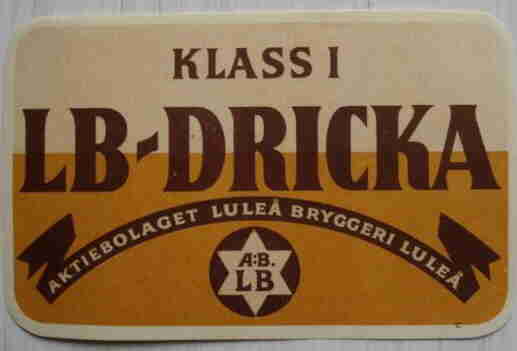 KLASS I
LB-DRICKA
AKTIEBOLAGET LULEÅ BRYGGERI LULEÅ
A:B.
LB